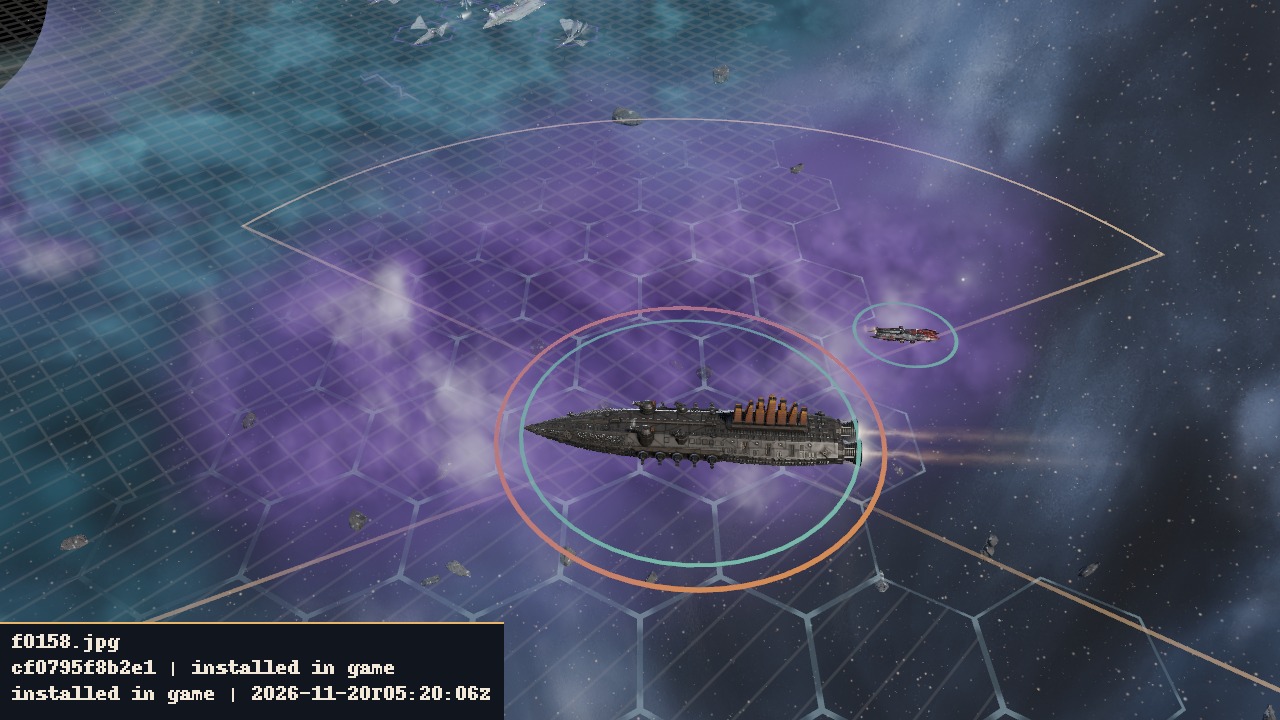 f0158.jpg
cf0795f8b2e1 | installed in game
installed in game | 2026-11-20T05:20:06Z